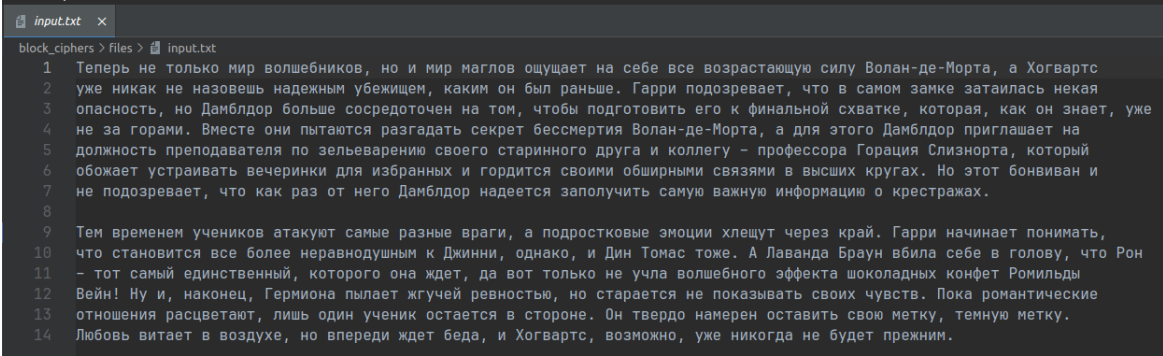 input.txt ×
block_ciphers > files > input.txt
1 Теперь не только мир волшебников, но и мир маглов ощущает на себе все возрастающую силу Волан-де-Морта, а Хогвартс
2 уже никак не назовешь надежным убежищем, каким он был раньше. Гарри подозревает, что в самом замке затаилась некая
3 опасность, но Дамблдор больше сосредоточен на том, чтобы подготовить его к финальной схватке, которая, как он знает, уже
4 не за горами. Вместе они пытаются разгадать секрет бессмертия Волан-де-Морта, а для этого Дамблдор приглашает на
5 должность преподавателя по зельеварению своего старинного друга и коллегу – профессора Горация Слизнорта, который
6 обожает устраивать вечеринки для избранных и гордится своими обширными связями в высших кругах. Но этот бонвиван и
7 не подозревает, что как раз от него Дамблдор надеется заполучить самую важную информацию о крестражах.
8
9 Тем временем учеников атакуют самые разные враги, а подростковые эмоции хлещут через край. Гарри начинает понимать,
10 что становится все более неравнодушным к Джинни, однако, и Дин Томас тоже. А Лаванда Браун вбила себе в голову, что Рон
11 – тот самый единственный, которого она ждет, да вот только не учла волшебного эффекта шоколадных конфет Ромильды
12 Вейн! Ну и, наконец, Гермиона пылает жгучей ревностью, но старается не показывать своих чувств. Пока романтические
13 отношения расцветают, лишь один ученик остается в стороне. Он твердо намерен оставить свою метку, темную метку.
14 Любовь витает в воздухе, но впереди ждет беда, и Хогвартс, возможно, уже никогда не будет прежним.